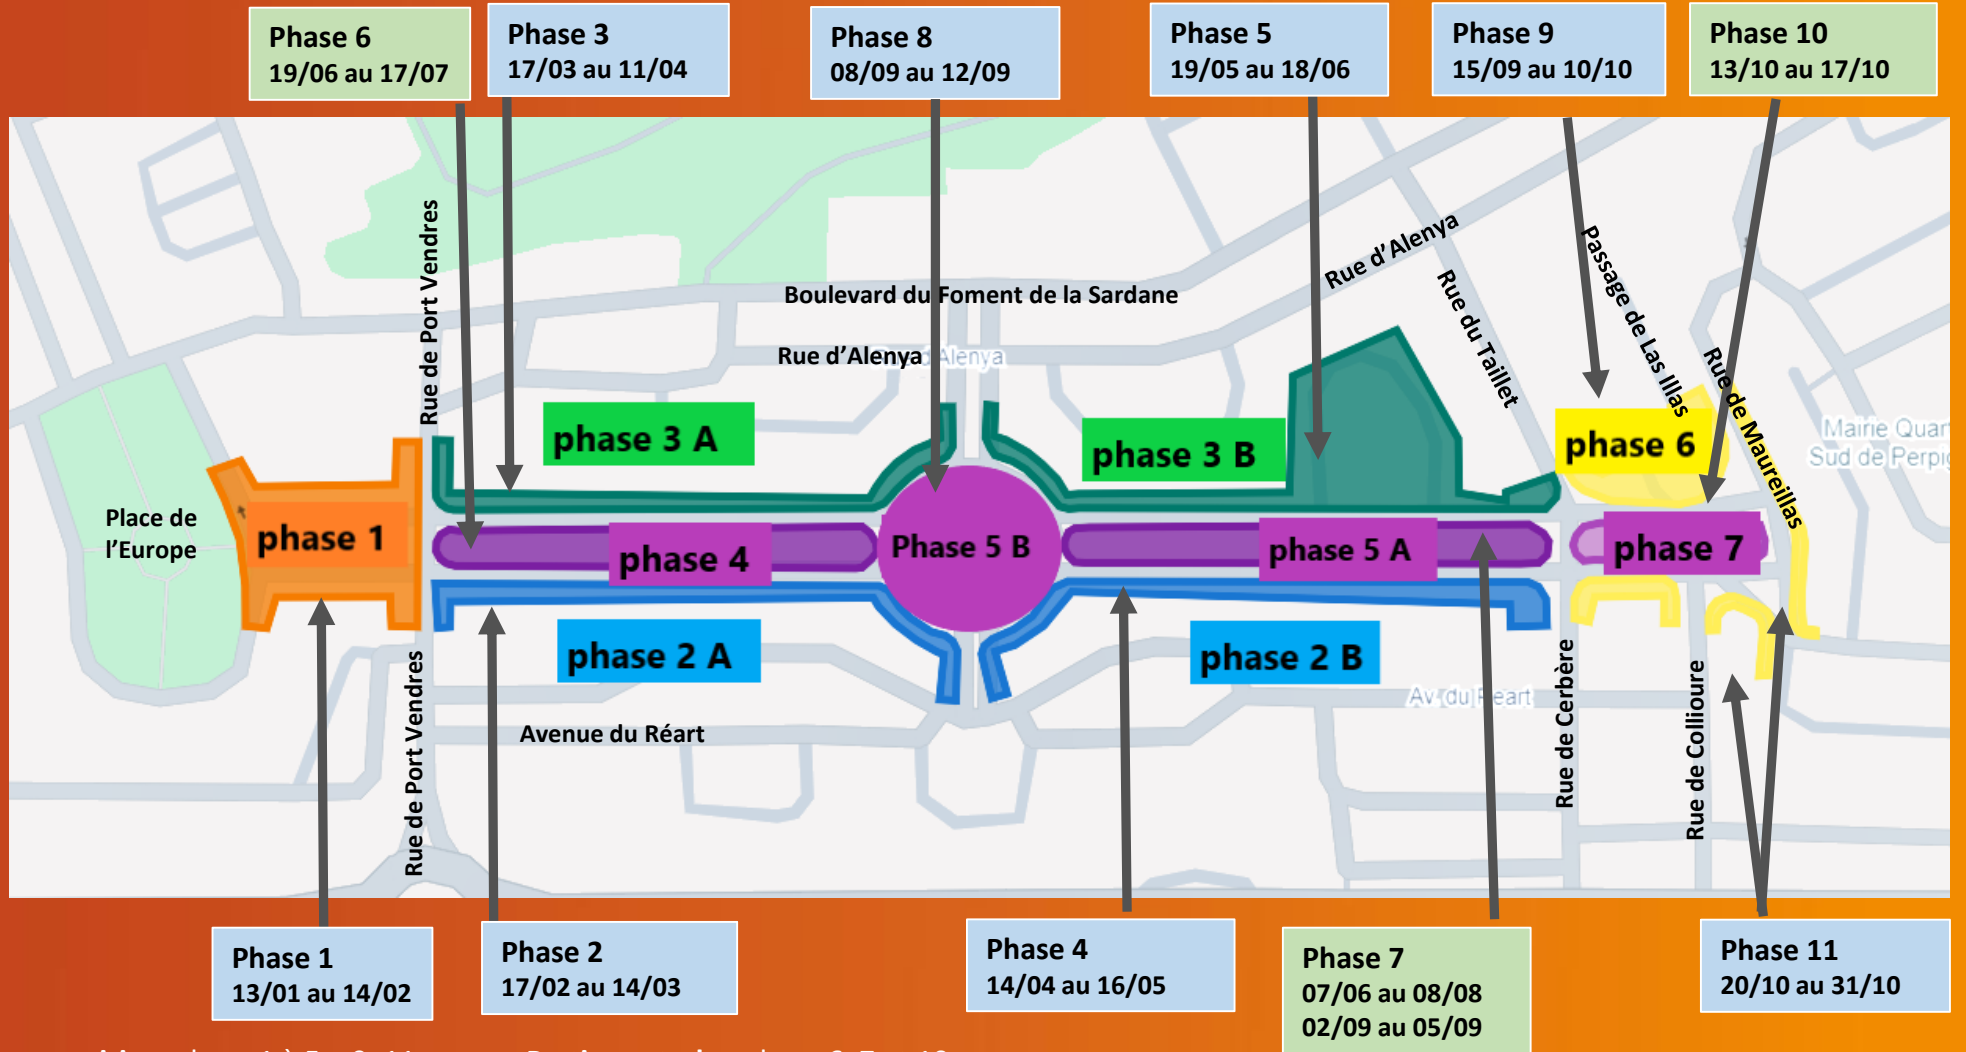 Phase 6
19/06 au 17/07
Phase 3
17/03 au 11/04
Phase 8
08/09 au 12/09
Phase 5
19/05 au 18/06
Phase 9
15/09 au 10/10
Phase 10
13/10 au 17/10
Rue de Port Vendres
Boulevard du Foment de la Sardane
Rue d'Alenya
Alenya
Rue d'Alenya
Rue du Taillet
Passage de Las Illas
Rue de Maureillas
Mairie Quar
Sud de Perpig
phase 3 A
phase 3 B
phase 6
Place de
l'Europe
phase 1
phase 4
Phase 5 B
phase 5 A
phase 7
phase 2 A
phase 2 B
Av. du Réart
Avenue du Réart
Rue de Port Vendres
Rue de Cerbère
Rue de Collioure
Phase 1
13/01 au 14/02
Phase 2
17/02 au 14/03
Phase 4
14/04 au 16/05
Phase 7
07/06 au 08/08
02/09 au 05/09
Phase 11
20/10 au 31/10